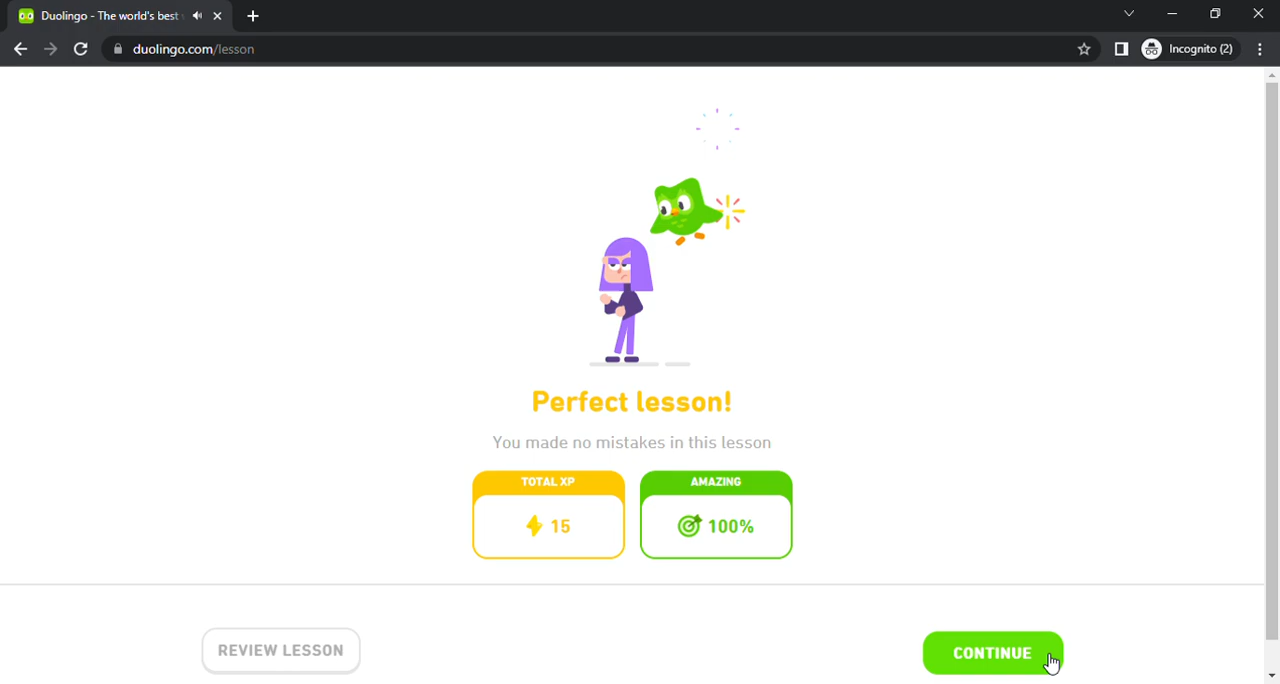 Duolingo - The world's best
duolingo.com/lesson
Incognito (2)
Perfect lesson!
You made no mistakes in this lesson
TOTAL XP
AMAZING
15
100%
REVIEW LESSON
CONTINUE